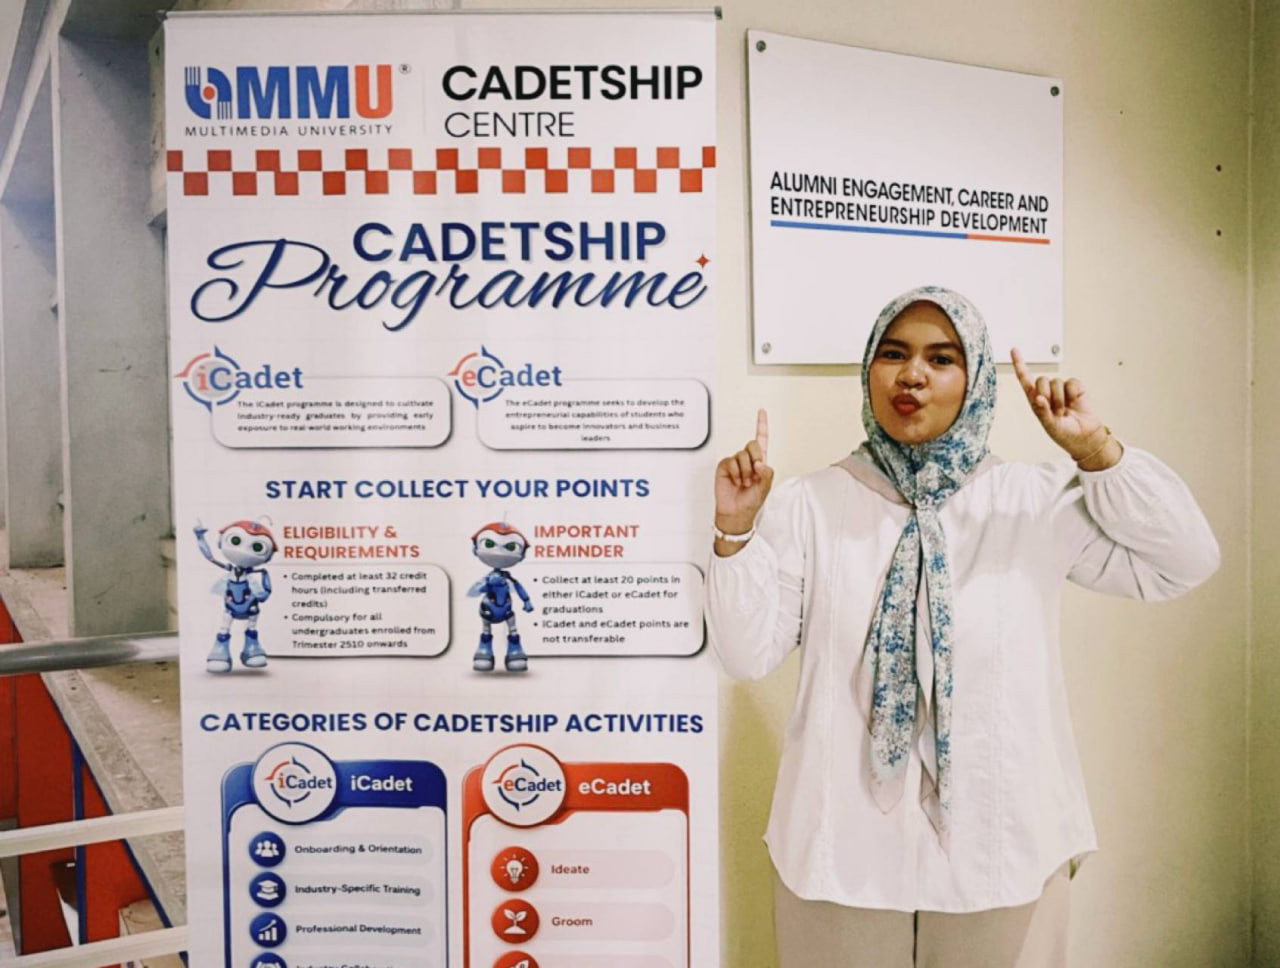 MMU®
MULTIMEDIA UNIVERSITY
CADETSHIP
CENTRE
CADETSHIP
Programme
iCadet
The iCadet programme is designed to cultivate
industry-ready graduates by providing early
exposure to real-world working environments
eCadet
The eCadet programme seeks to develop the
entrepreneurial capabilities of students who
aspire to become innovators and business
leaders
START COLLECT YOUR POINTS
ELIGIBILITY &
REQUIREMENTS
• Completed at least 32 credit
hours (including transferred
credits)
• Compulsory for all
undergraduates enrolled from
Trimester 2510 onwards
IMPORTANT
REMINDER
• Collect at least 20 points in
either iCadet or eCadet for
graduations
• iCadet and eCadet points are
not transferable
CATEGORIES OF CADETSHIP ACTIVITIES
iCadet iCadet
Onboarding & Orientation
Industry-Specific Training
Professional Development
eCadet eCadet
Ideate
Groom
ALUMNI ENGAGEMENT, CAREER AND
ENTREPRENEURSHIP DEVELOPMENT